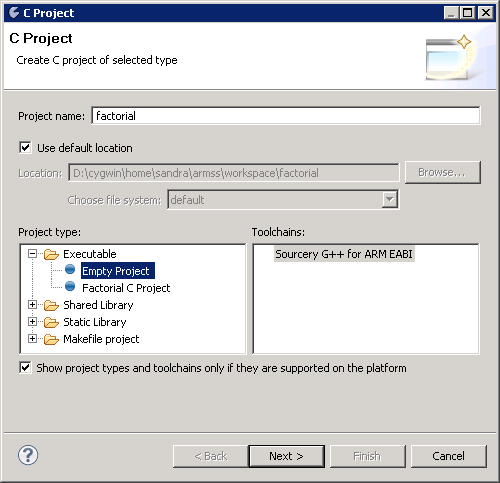 C Project
C Project
Create C project of selected type
Project name: factorial
Use default location
Location: D:\cygwin\home\sandra\armss\workspace\factorial Browse...
Choose file system: default
Project type: Toolchains:
Executable Sourcery G++ for ARM EABI
Empty Project
Factorial C Project
Shared Library
Static Library
Makefile project
Show project types and toolchains only if they are supported on the platform
? < Back Next > Finish Cancel